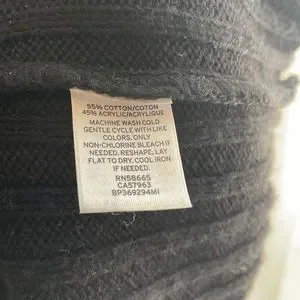 55% COTTON/COTON
45% ACRYLIC/ACRYLIQUE
MACHINE WASH COLD
GENTLE CYCLE WITH LIKE
COLORS. ONLY
NON-CHLORINE BLEACH IF
NEEDED, RESHAPE, LAY
FLAT TO DRY. COOL IRON
IF NEEDED.
RN58665
CA57963
BP369294MI